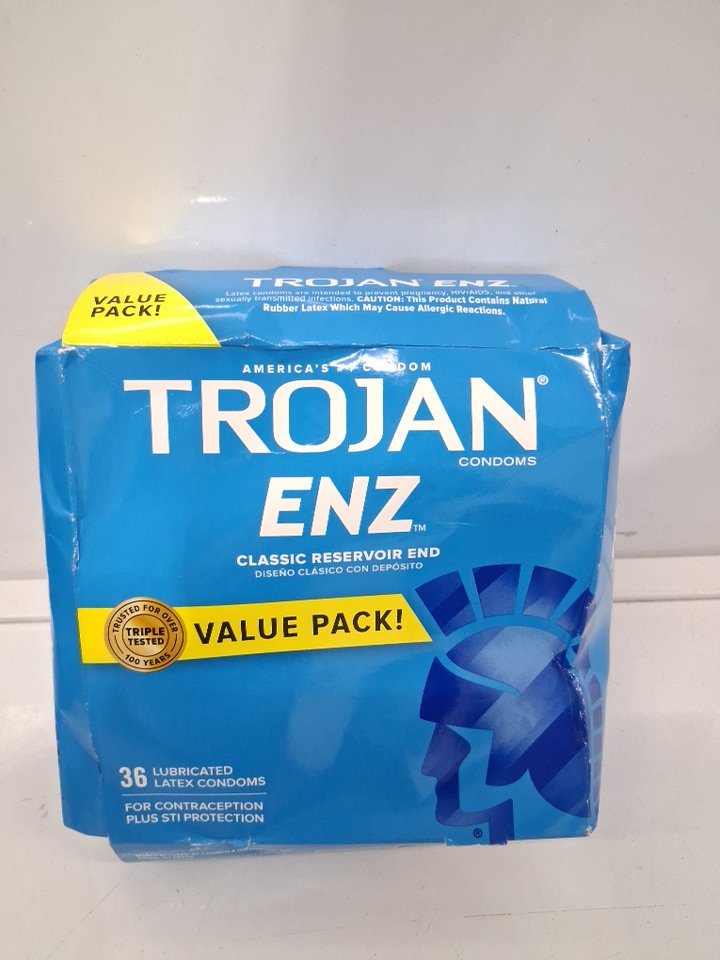 VALUE
PACK!
TROJAN ENZ™
Latex condoms are intended to prevent pregnancy, HIV/AIDS, and other
sexually transmitted infections. CAUTION: This Product Contains Natural
Rubber Latex Which May Cause Allergic Reactions.
AMERICA'S #1 CONDOM
TROJAN®
CONDOMS
ENZ™
CLASSIC RESERVOIR END
DISEÑO CLÁSICO CON DEPÓSITO
TRUSTED FOR OVER
TRIPLE
TESTED
100 YEARS
VALUE PACK!
36 LUBRICATED
LATEX CONDOMS
FOR CONTRACEPTION
PLUS STI PROTECTION
®